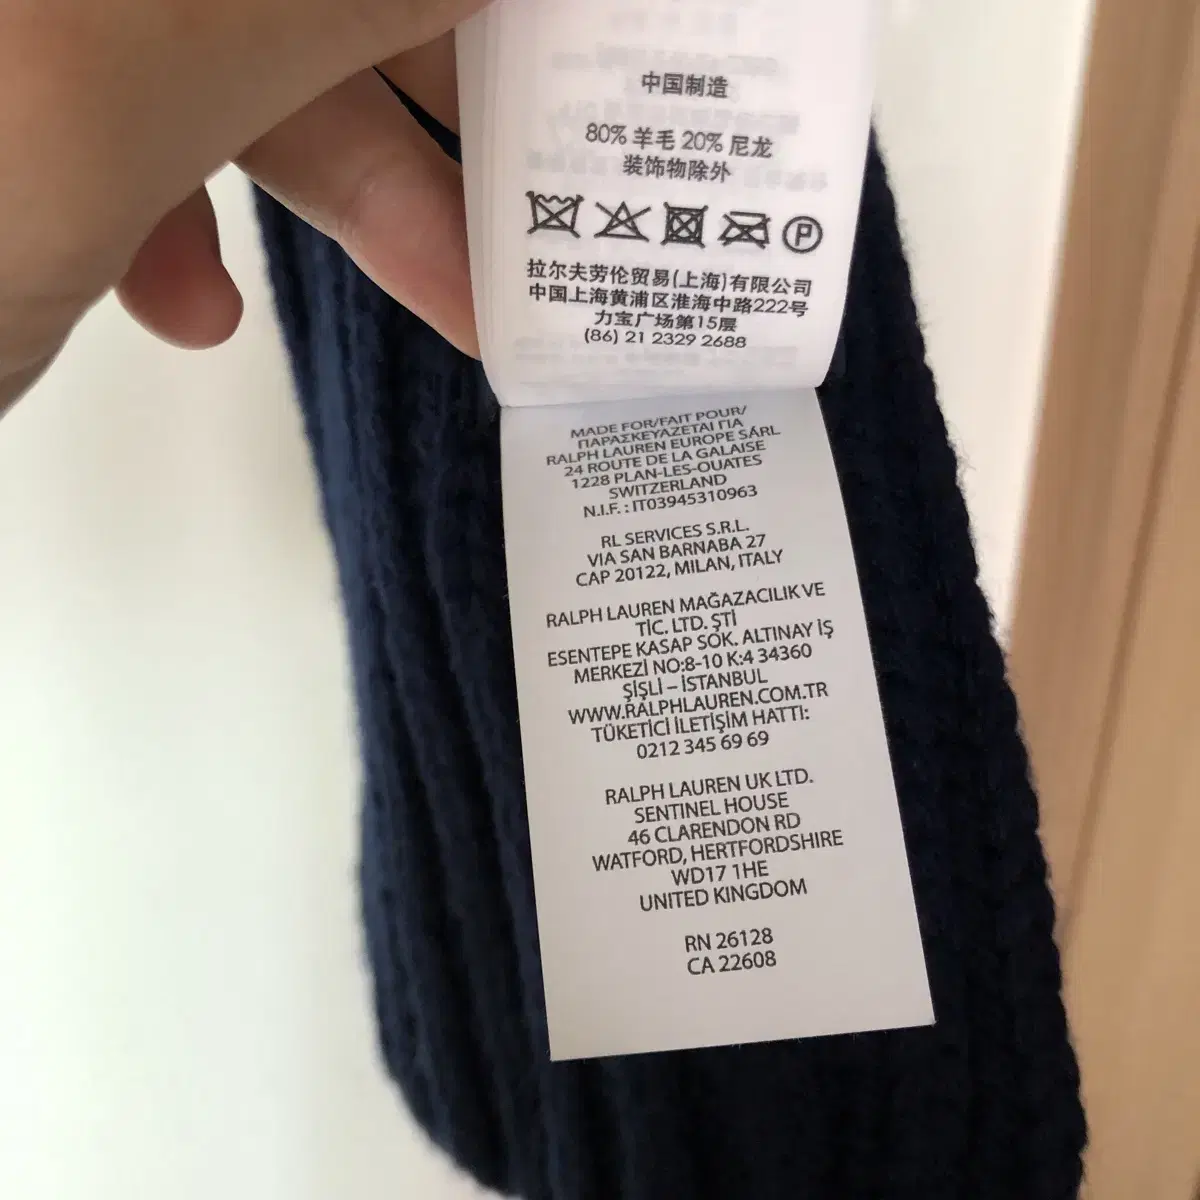 中国制造
80% 羊毛 20% 尼龙
装饰物除外
P
拉尔夫劳伦贸易(上海)有限公司
中国上海黄浦区淮海中路222号
力宝广场第15层
(86) 21 2329 2688
MADE FOR/FAIT POUR/
ΠΑΡΑΣΚΕΥΑΖΕΤΑΙ ΓΙΑ
RALPH LAUREN EUROPE SÁRL
24 ROUTE DE LA GALAISE
1228 PLAN-LES-OUATES
SWITZERLAND
N.I.F. : IT03945310963
RL SERVICES S.R.L.
VIA SAN BARNABA 27
CAP 20122, MILAN, ITALY
RALPH LAUREN MAĞAZACILIK VE
TİC. LTD. ŞTİ
ESENTEPE KASAP SOK. ALTINAY İŞ
MERKEZİ NO:8-10 K:4 34360
ŞİŞLİ – İSTANBUL
WWW.RALPHLAUREN.COM.TR
TÜKETİCİ İLETİŞİM HATTI:
0212 345 69 69
RALPH LAUREN UK LTD.
SENTINEL HOUSE
46 CLARENDON RD
WATFORD, HERTFORDSHIRE
WD17 1HE
UNITED KINGDOM
RN 26128
CA 22608